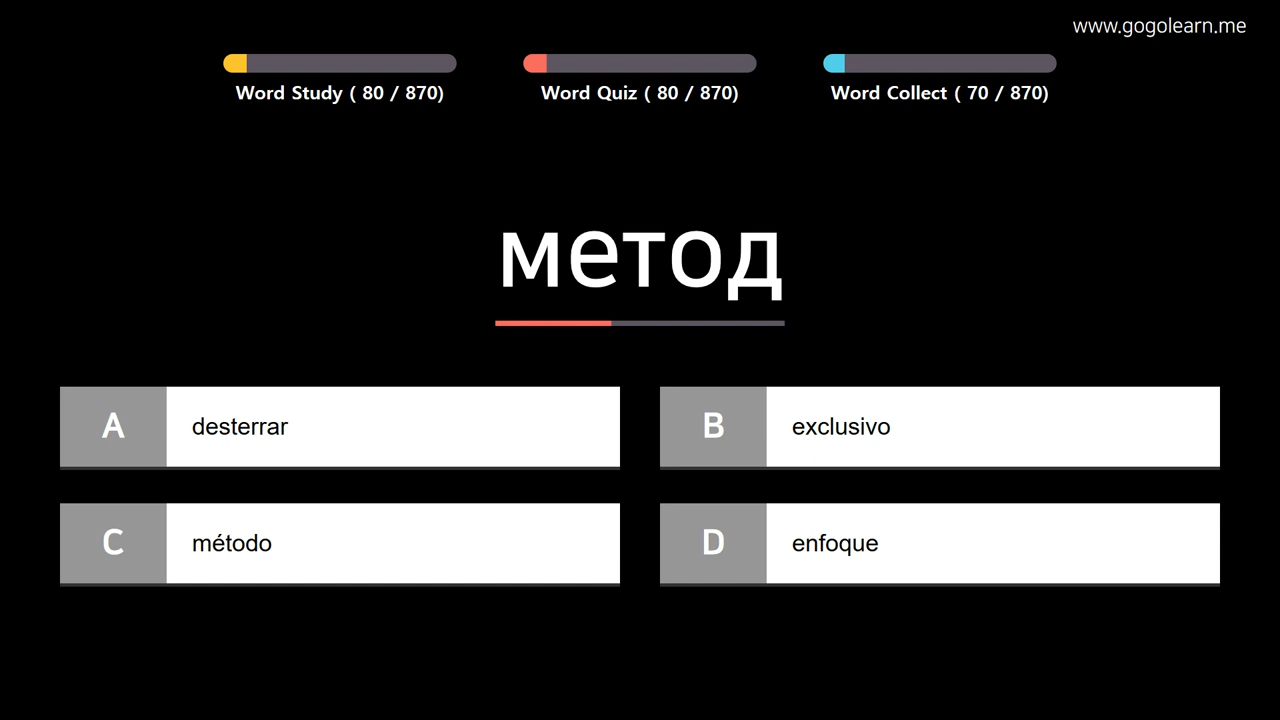 www.gogolearn.me
Word Study ( 80 / 870)
Word Quiz ( 80 / 870)
Word Collect ( 70 / 870)
метод
A desterrar
B exclusivo
C método
D enfoque